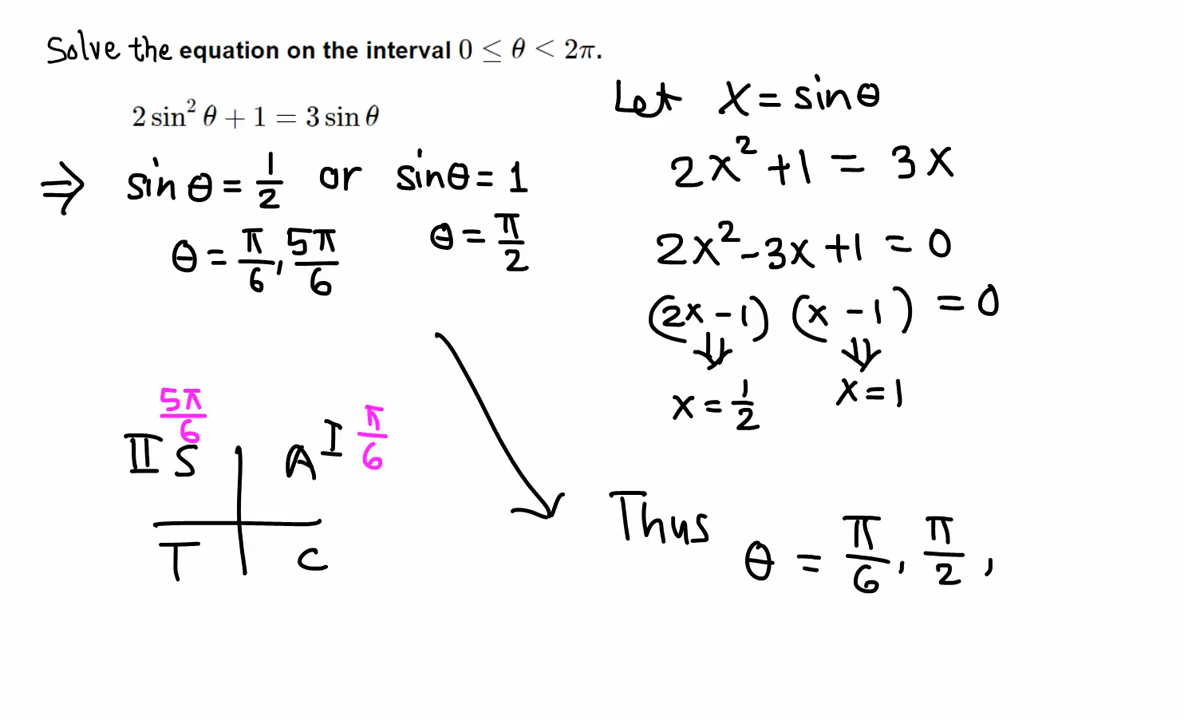 Solve the equation on the interval 0 ≤ θ < 2π.
2 sin² θ + 1 = 3 sin θ
⇒ sin θ = 1/2 or sinθ = 1
θ = π/6, 5π/6 θ = π/2
Let x = sinθ
2x² + 1 = 3x
2x² - 3x + 1 = 0
(2x - 1) (x - 1) = 0
⇓ ⇓
x = 1/2 x = 1
5π/6
II S A I π/6
T C
Thus θ = π/6, π/2,